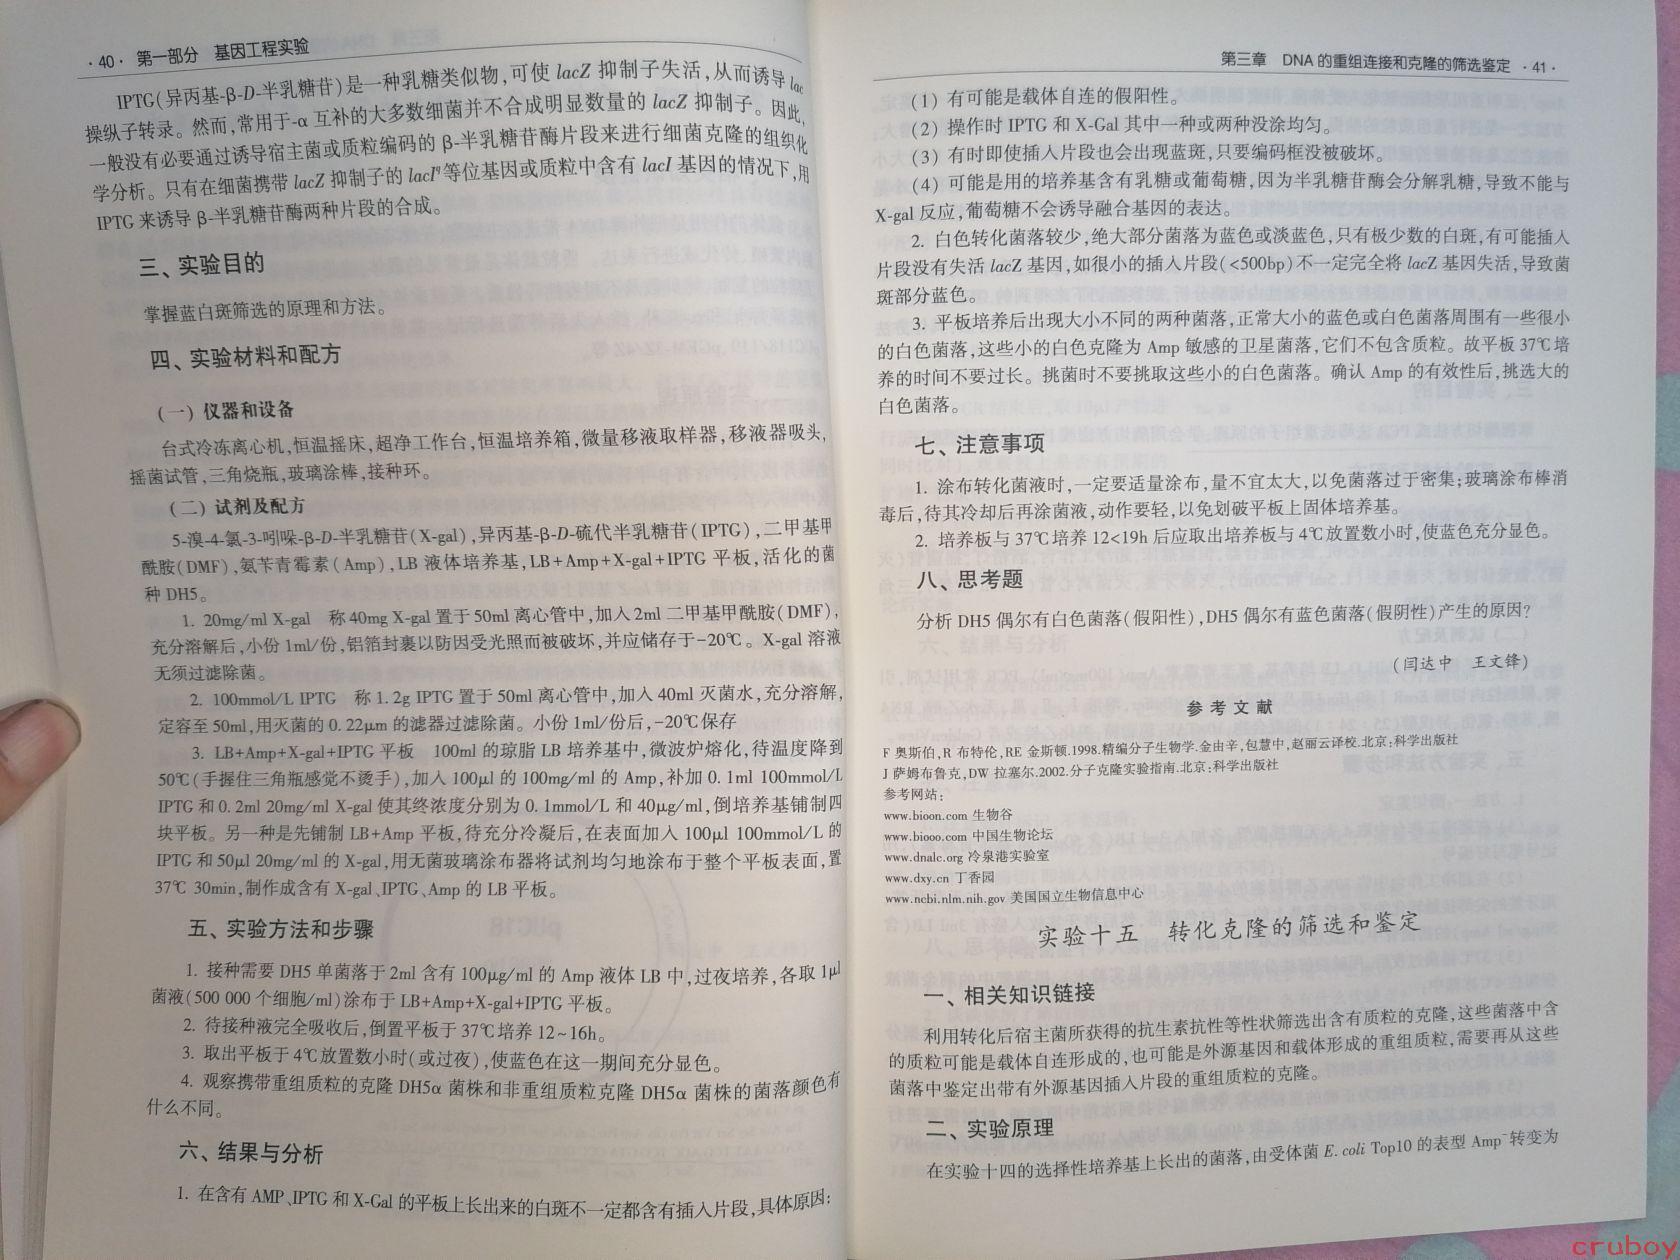 ·40· 第一部分 基因工程实验
IPTG(异丙基-β-D-半乳糖苷)是一种乳糖类似物,可使 lacZ 抑制子失活,从而诱导 lac
操纵子转录。然而,常用于-α 互补的大多数细菌并不合成明显数量的 lacZ 抑制子。因此,
一般没有必要通过诱导宿主菌或质粒编码的 β-半乳糖苷酶片段来进行细菌克隆的组织化
学分析。只有在细菌携带 lacZ 抑制子的 lacIq 等位基因或质粒中含有 lacI 基因的情况下,用
IPTG 来诱导 β-半乳糖苷酶两种片段的合成。
三、实验目的
掌握蓝白斑筛选的原理和方法。
四、实验材料和配方
(一) 仪器和设备
台式冷冻离心机,恒温摇床,超净工作台,恒温培养箱,微量移液取样器,移液器吸头,
摇菌试管,三角烧瓶,玻璃涂棒,接种环。
(二) 试剂及配方
5-溴-4-氯-3-吲哚-β-D-半乳糖苷(X-gal),异丙基-β-D-硫代半乳糖苷(IPTG),二甲基甲
酰胺(DMF),氨苄青霉素(Amp),LB 液体培养基,LB+Amp+X-gal+IPTG 平板,活化的菌
种 DH5。
1. 20mg/ml X-gal 称 40mg X-gal 置于 50ml 离心管中,加入 2ml 二甲基甲酰胺(DMF),
充分溶解后,小份 1ml/份,铝箔封裹以防因受光照而被破坏,并应储存于-20℃。X-gal 溶液
无须过滤除菌。
2. 100mmol/L IPTG 称 1.2g IPTG 置于 50ml 离心管中,加入 40ml 灭菌水,充分溶解,
定容至 50ml,用灭菌的 0.22μm 的滤器过滤除菌。小份 1ml/份后,-20℃保存
3. LB+Amp+X-gal+IPTG 平板 100ml 的琼脂 LB 培养基中,微波炉熔化,待温度降到
50℃(手握住三角瓶感觉不烫手),加入 100μl 的 100mg/ml 的 Amp,补加 0.1ml 100mmol/L
IPTG 和 0.2ml 20mg/ml X-gal 使其终浓度分别为 0.1mmol/L 和 40μg/ml,倒培养基铺制四
块平板。另一种是先铺制 LB+Amp 平板,待充分冷凝后,在表面加入 100μl 100mmol/L 的
IPTG 和 50μl 20mg/ml 的 X-gal,用无菌玻璃涂布器将试剂均匀地涂布于整个平板表面,置
37℃ 30min,制作成含有 X-gal、IPTG、Amp 的 LB 平板。
五、实验方法和步骤
1. 接种需要 DH5 单菌落于 2ml 含有 100μg/ml 的 Amp 液体 LB 中,过夜培养,各取 1μl
菌液(500 000 个细胞/ml)涂布于 LB+Amp+X-gal+IPTG 平板。
2. 待接种液完全吸收后,倒置平板于 37℃培养 12~16h。
3. 取出平板于 4℃放置数小时(或过夜),使蓝色在这一期间充分显色。
4. 观察携带重组质粒的克隆 DH5α 菌株和非重组质粒克隆 DH5α 菌株的菌落颜色有
什么不同。
六、结果与分析
1. 在含有 AMP、IPTG 和 X-Gal 的平板上长出来的白斑不一定都含有插入片段,具体原因:
第三章 DNA 的重组连接和克隆的筛选鉴定 ·41·
(1) 有可能是载体自连的假阳性。
(2) 操作时 IPTG 和 X-Gal 其中一种或两种没涂均匀。
(3) 有时即使插入片段也会出现蓝斑,只要编码框没被破坏。
(4) 可能是用的培养基含有乳糖或葡萄糖,因为半乳糖苷酶会分解乳糖,导致不能与
X-gal 反应,葡萄糖不会诱导融合基因的表达。
2. 白色转化菌落较少,绝大部分菌落为蓝色或淡蓝色,只有极少数的白斑,有可能插入
片段没有失活 lacZ 基因,如很小的插入片段(<500bp)不一定完全将 lacZ 基因失活,导致菌
斑部分蓝色。
3. 平板培养后出现大小不同的两种菌落,正常大小的蓝色或白色菌落周围有一些很小
的白色菌落,这些小的白色克隆为 Amp 敏感的卫星菌落,它们不包含质粒。故平板 37℃培
养的时间不要过长。挑菌时不要挑取这些小的白色菌落。确认 Amp 的有效性后,挑选大的
白色菌落。
七、注意事项
1. 涂布转化菌液时,一定要适量涂布,量不宜太大,以免菌落过于密集;玻璃涂布棒消
毒后,待其冷却后再涂菌液,动作要轻,以免划破平板上固体培养基。
2. 培养板与 37℃培养 12<19h 后应取出培养板与 4℃放置数小时,使蓝色充分显色。
八、思考题
分析 DH5 偶尔有白色菌落(假阳性),DH5 偶尔有蓝色菌落(假阴性)产生的原因?
(闫达中 王文锋)
参 考 文 献
F 奥斯伯,R 布特伦,RE 金斯顿.1998.精编分子生物学.金由辛,包慧中,赵丽云译校.北京:科学出版社
J 萨姆布鲁克,DW 拉塞尔.2002.分子克隆实验指南.北京:科学出版社
参考网站:
www.bioon.com 生物谷
www.biooo.com 中国生物论坛
www.dnalc.org 冷泉港实验室
www.dxy.cn 丁香园
www.ncbi.nlm.nih.gov 美国国立生物信息中心
实验十五 转化克隆的筛选和鉴定
一、相关知识链接
利用转化后宿主菌所获得的抗生素抗性等性状筛选出含有质粒的克隆,这些菌落中含
的质粒可能是载体自连形成的,也可能是外源基因和载体形成的重组质粒,需要再从这些
菌落中鉴定出带有外源基因插入片段的重组质粒的克隆。
二、实验原理
在实验十四的选择性培养基上长出的菌落,由受体菌 E.coli Top10 的表型 Amp⁻转变为
cruboy